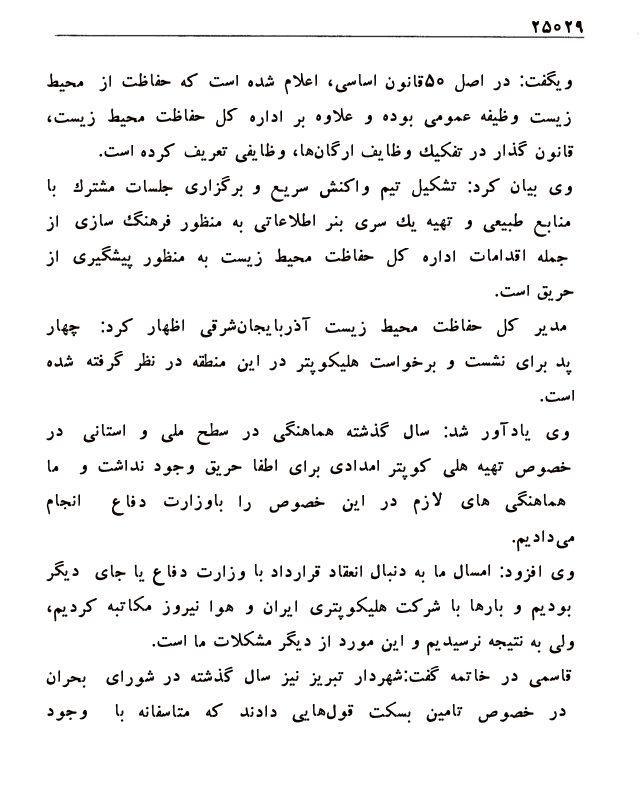 ۲۵۰۲۹
ویگفت: در اصل ۵۰قانون اساسی، اعلام شده است که حفاظت از محیط
زیست وظیفه عمومی بوده و علاوه بر اداره کل حفاظت محیط زیست،
قانون گذار در تفکیک وظایف ارگان‌ها، وظایفی تعریف کرده است.
وی بیان کرد: تشکیل تیم واکنش سریع و برگزاری جلسات مشترک با
منابع طبیعی و تهیه یک سری بنر اطلاعاتی به منظور فرهنگ سازی از
جمله اقدامات اداره کل حفاظت محیط زیست به منظور پیشگیری از
حریق است.
مدیر کل حفاظت محیط زیست آذربایجان‌شرقی اظهار کرد: چهار
پد برای نشست و برخواست هلیکوپتر در این منطقه در نظر گرفته شده
است.
وی یادآور شد: سال گذشته هماهنگی در سطح ملی و استانی در
خصوص تهیه هلی کوپتر امدادی برای اطفا حریق وجود نداشت و ما
هماهنگی های لازم در این خصوص را باوزارت دفاع انجام
می‌دادیم.
وی افزود: امسال ما به دنبال انعقاد قرارداد با وزارت دفاع یا جای دیگر
بودیم و بارها با شرکت هلیکوپتری ایران و هوا نیروز مکاتبه کردیم،
ولی به نتیجه نرسیدیم و این مورد از دیگر مشکلات ما است.
قاسمی در خاتمه گفت:شهردار تبریز نیز سال گذشته در شورای بحران
در خصوص تامین بسکت قول‌هایی دادند که متاسفانه با وجود